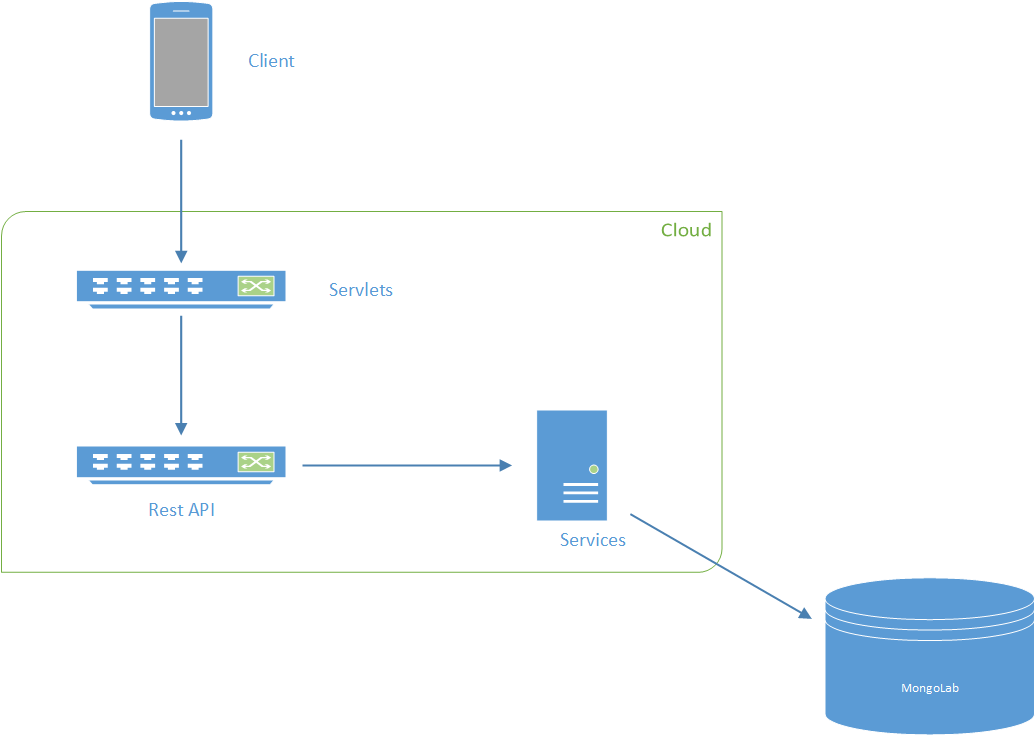 Client
Cloud
Servlets
Rest API
Services
MongoLab